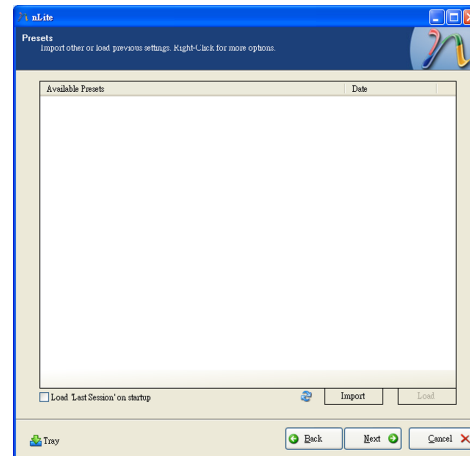 nLite
Presets
Import other or load previous settings. Right-Click for more options.
Available Presets Date
Load 'Last Session' on startup
Import Load
Tray
Back Next Cancel